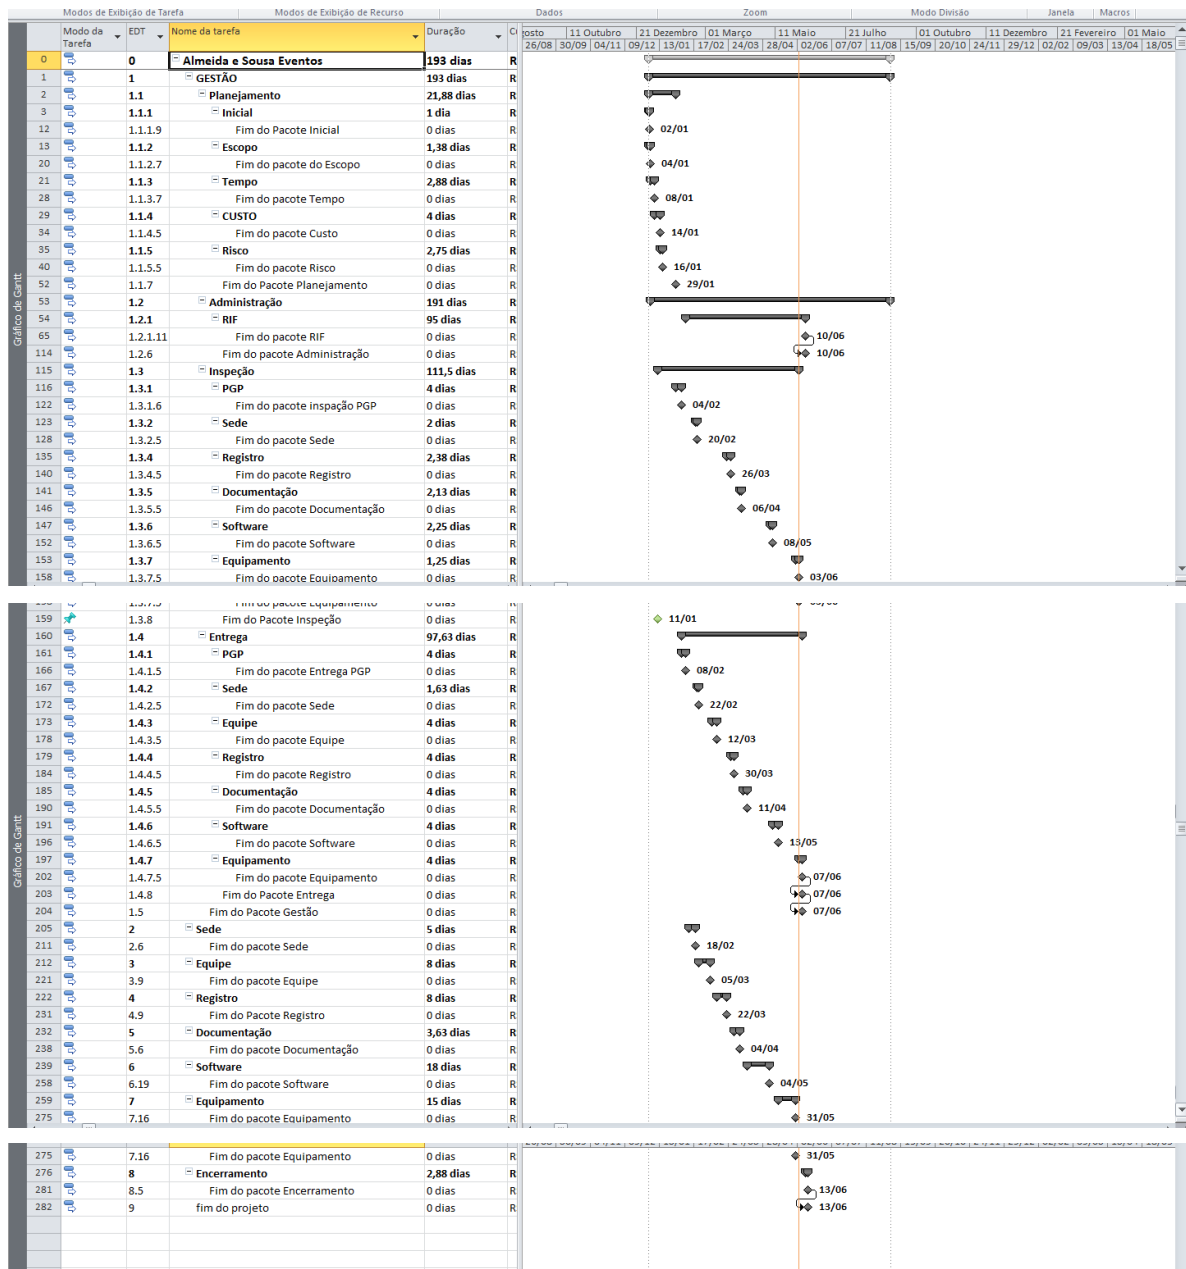 Modos de Exibição de Tarefa Modos de Exibição de Recurso Dados Zoom Modo Divisão Janela Macros
Modo da Tarefa EDT Nome da tarefa Duração
11 Outubro 21 Dezembro 01 Março 11 Maio 21 Julho 01 Outubro 11 Dezembro 21 Fevereiro 01 Maio
26/08 30/09 04/11 09/12 13/01 17/02 24/03 28/04 02/06 07/07 11/08 15/09 20/10 24/11 29/12 02/02 09/03 13/04 18/05
Gráfico de Gantt
0 0 Almeida e Sousa Eventos 193 dias R
1 1 GESTÃO 193 dias R
2 1.1 Planejamento 21,88 dias R
3 1.1.1 Inicial 1 dia R
12 1.1.1.9 Fim do Pacote Inicial 0 dias R 02/01
13 1.1.2 Escopo 1,38 dias R
20 1.1.2.7 Fim do pacote do Escopo 0 dias R 04/01
21 1.1.3 Tempo 2,88 dias R
28 1.1.3.7 Fim do pacote Tempo 0 dias R 08/01
29 1.1.4 CUSTO 4 dias R
34 1.1.4.5 Fim do pacote Custo 0 dias R 14/01
35 1.1.5 Risco 2,75 dias R
40 1.1.5.5 Fim do pacote Risco 0 dias R 16/01
52 1.1.7 Fim do Pacote Planejamento 0 dias R 29/01
53 1.2 Administração 191 dias R
54 1.2.1 RIF 95 dias R
65 1.2.1.11 Fim do pacote RIF 0 dias R 10/06
114 1.2.6 Fim do pacote Administração 0 dias R 10/06
115 1.3 Inspeção 111,5 dias R
116 1.3.1 PGP 4 dias R
122 1.3.1.6 Fim do pacote inspação PGP 0 dias R 04/02
123 1.3.2 Sede 2 dias R
128 1.3.2.5 Fim do pacote Sede 0 dias R 20/02
135 1.3.4 Registro 2,38 dias R
140 1.3.4.5 Fim do pacote Registro 0 dias R 26/03
141 1.3.5 Documentação 2,13 dias R
146 1.3.5.5 Fim do pacote Documentação 0 dias R 06/04
147 1.3.6 Software 2,25 dias R
152 1.3.6.5 Fim do pacote Software 0 dias R 08/05
153 1.3.7 Equipamento 1,25 dias R
158 1.3.7.5 Fim do pacote Equipamento 0 dias R 03/06
Gráfico de Gantt
159 1.3.8 Fim do Pacote Inspeção 0 dias R 11/01
160 1.4 Entrega 97,63 dias R
161 1.4.1 PGP 4 dias R
166 1.4.1.5 Fim do pacote Entrega PGP 0 dias R 08/02
167 1.4.2 Sede 1,63 dias R
172 1.4.2.5 Fim do pacote Sede 0 dias R 22/02
173 1.4.3 Equipe 4 dias R
178 1.4.3.5 Fim do pacote Equipe 0 dias R 12/03
179 1.4.4 Registro 4 dias R
184 1.4.4.5 Fim do pacote Registro 0 dias R 30/03
185 1.4.5 Documentação 4 dias R
190 1.4.5.5 Fim do pacote Documentação 0 dias R 11/04
191 1.4.6 Software 4 dias R
196 1.4.6.5 Fim do pacote Software 0 dias R 13/05
197 1.4.7 Equipamento 4 dias R
202 1.4.7.5 Fim do pacote Equipamento 0 dias R 07/06
203 1.4.8 Fim do Pacote Entrega 0 dias R 07/06
204 1.5 Fim do Pacote Gestão 0 dias R 07/06
205 2 Sede 5 dias R
211 2.6 Fim do pacote Sede 0 dias R 18/02
212 3 Equipe 8 dias R
221 3.9 Fim do pacote Equipe 0 dias R 05/03
222 4 Registro 8 dias R
231 4.9 Fim do Pacote Registro 0 dias R 22/03
232 5 Documentação 3,63 dias R
238 5.6 Fim do pacote Documentação 0 dias R 04/04
239 6 Software 18 dias R
258 6.19 Fim do pacote Software 0 dias R 04/05
259 7 Equipamento 15 dias R
275 7.16 Fim do pacote Equipamento 0 dias R 31/05
275 7.16 Fim do pacote Equipamento 0 dias R 31/05
276 8 Encerramento 2,88 dias R
281 8.5 Fim do pacote Encerramento 0 dias R 13/06
282 9 fim do projeto 0 dias R 13/06